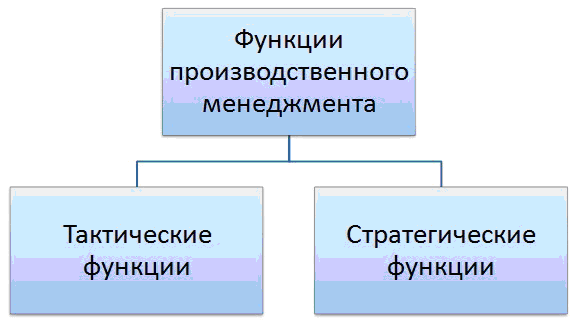 Функции
производственного
менеджмента
Тактические
функции
Стратегические
функции